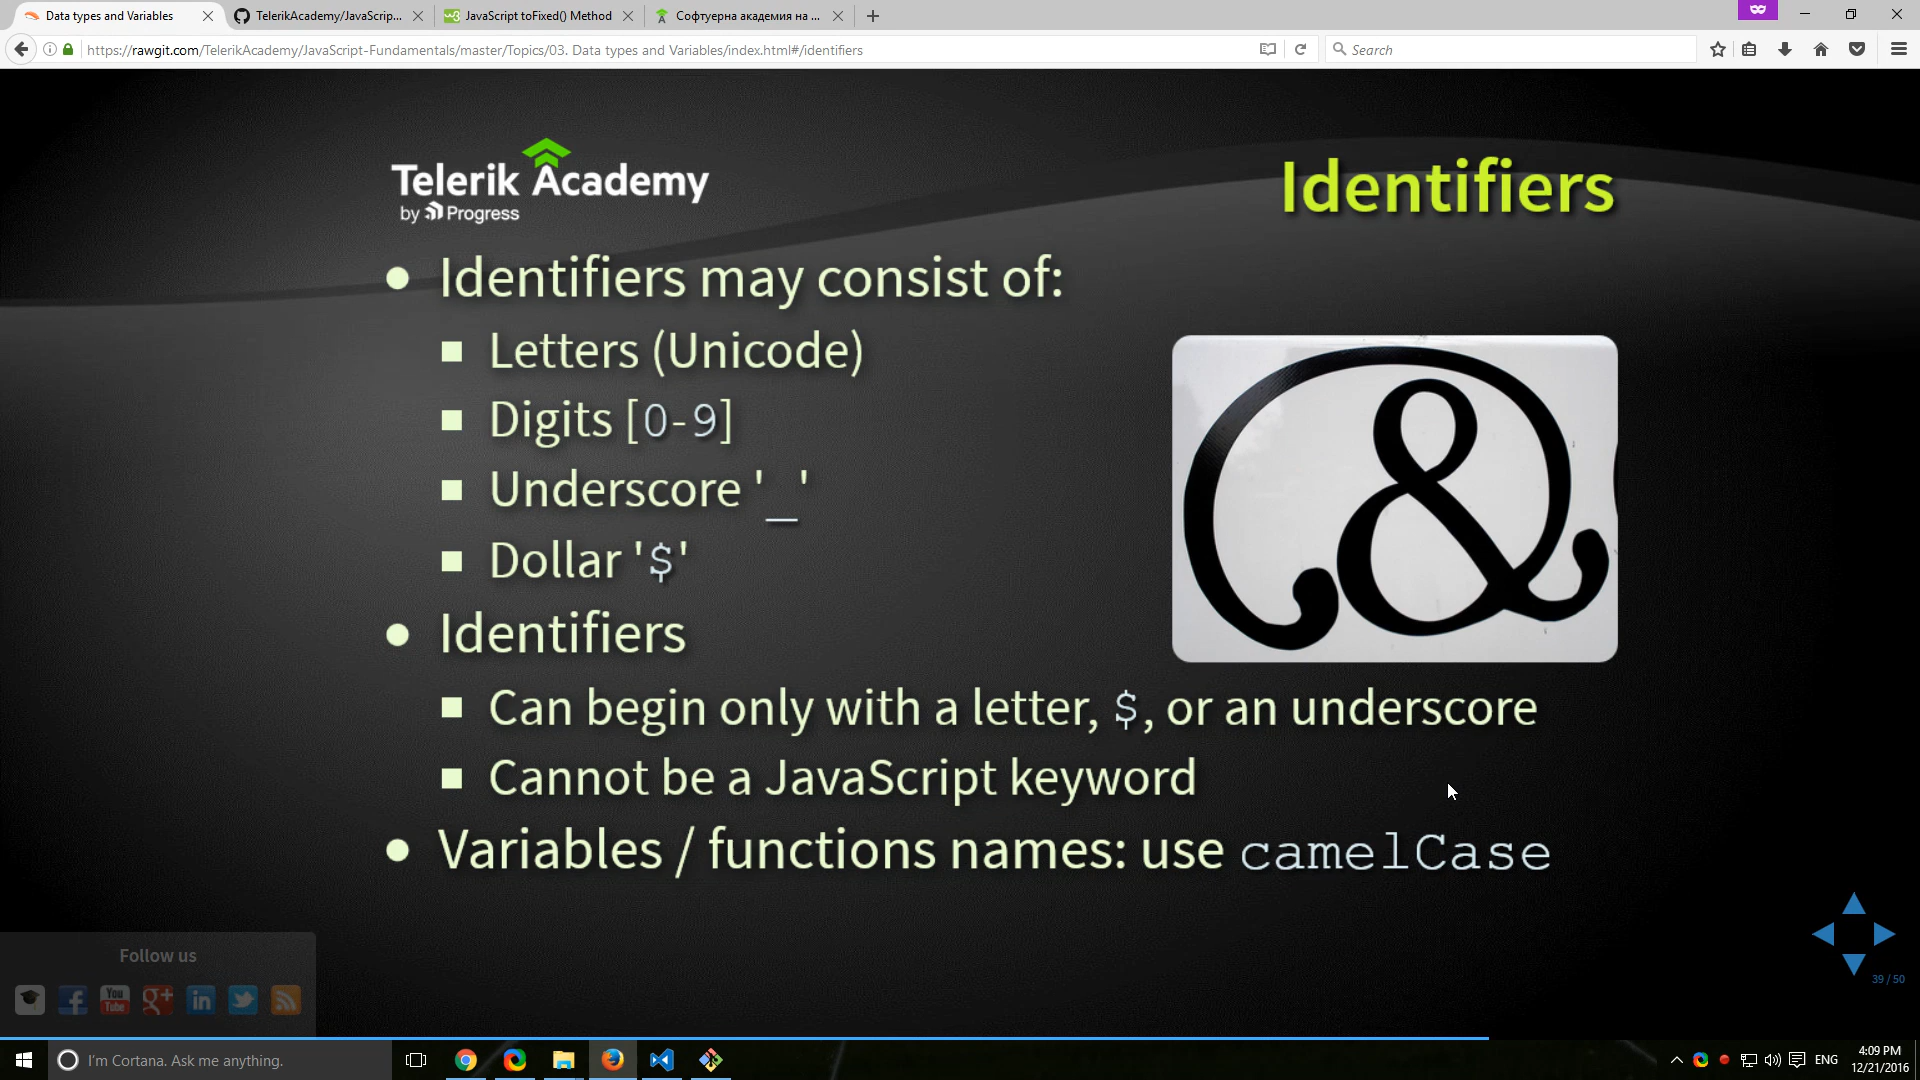 Data types and Variables
TelerikAcademy/JavaScrip...
JavaScript toFixed() Method
Софтуерна академия на ...
https://rawgit.com/TelerikAcademy/JavaScript-Fundamentals/master/Topics/03. Data types and Variables/index.html#/identifiers
Search
Telerik Academy
by Progress
Identifiers
Identifiers may consist of:
Letters (Unicode)
Digits [0-9]
Underscore '_'
Dollar '$'
&
Identifiers
Can begin only with a letter, $, or an underscore
Cannot be a JavaScript keyword
Variables / functions names: use camelCase
39 / 50
Follow us
You
Tube
g+
in
I'm Cortana. Ask me anything.
ENG
4:09 PM
12/21/2016